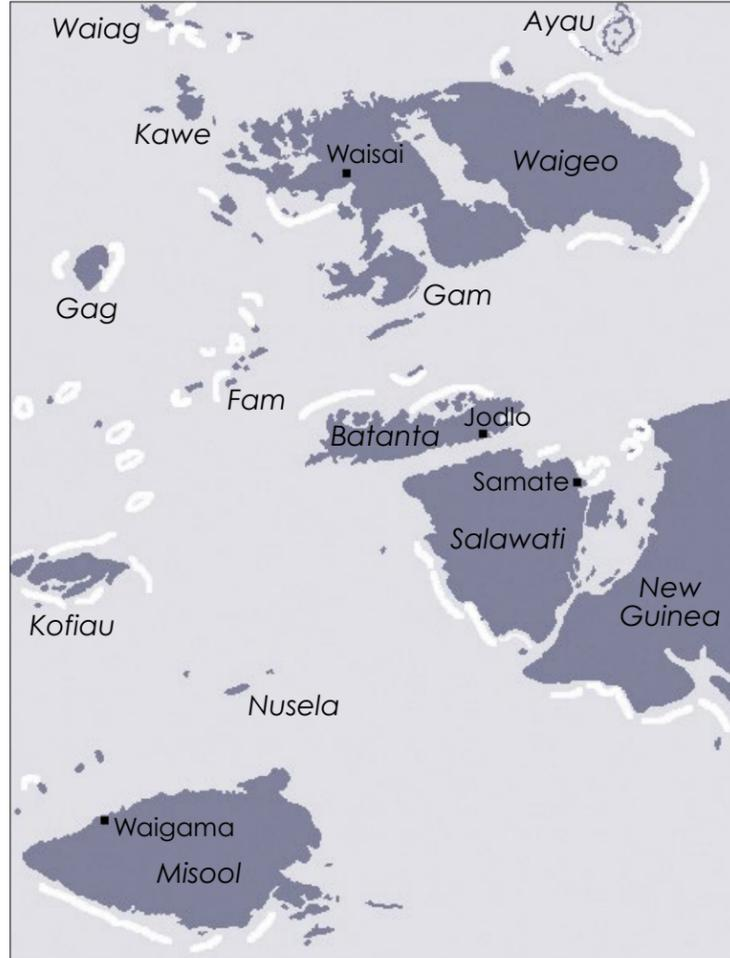 Waiag
Ayau
Kawe
Waisai
Waigeo
Gag
Gam
Fam
Batanta
Jodlo
Samate
Salawati
New
Guinea
Kofiau
Nusela
Waigama
Misool